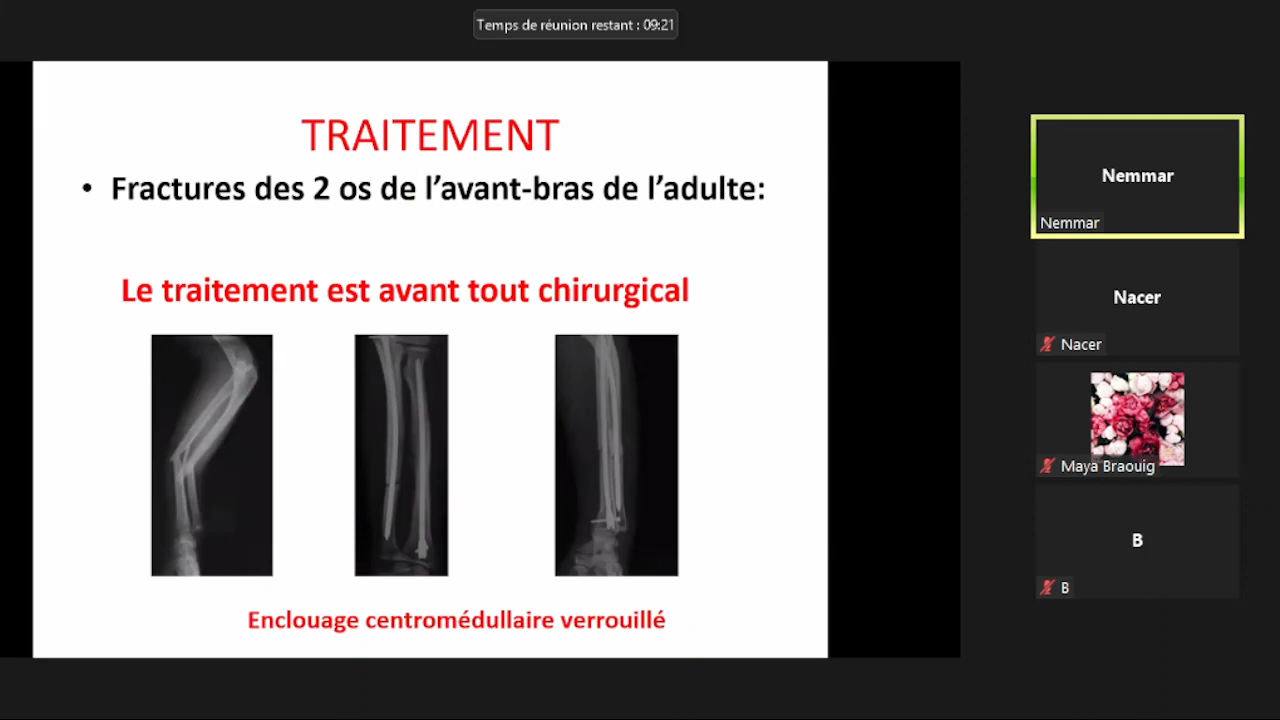 Temps de réunion restant : 09:21
TRAITEMENT
• Fractures des 2 os de l'avant-bras de l'adulte:
Le traitement est avant tout chirurgical
Enclouage centromédullaire verrouillé
Nemmar
Nemmar
Nacer
Nacer
Maya Braouig
B
B